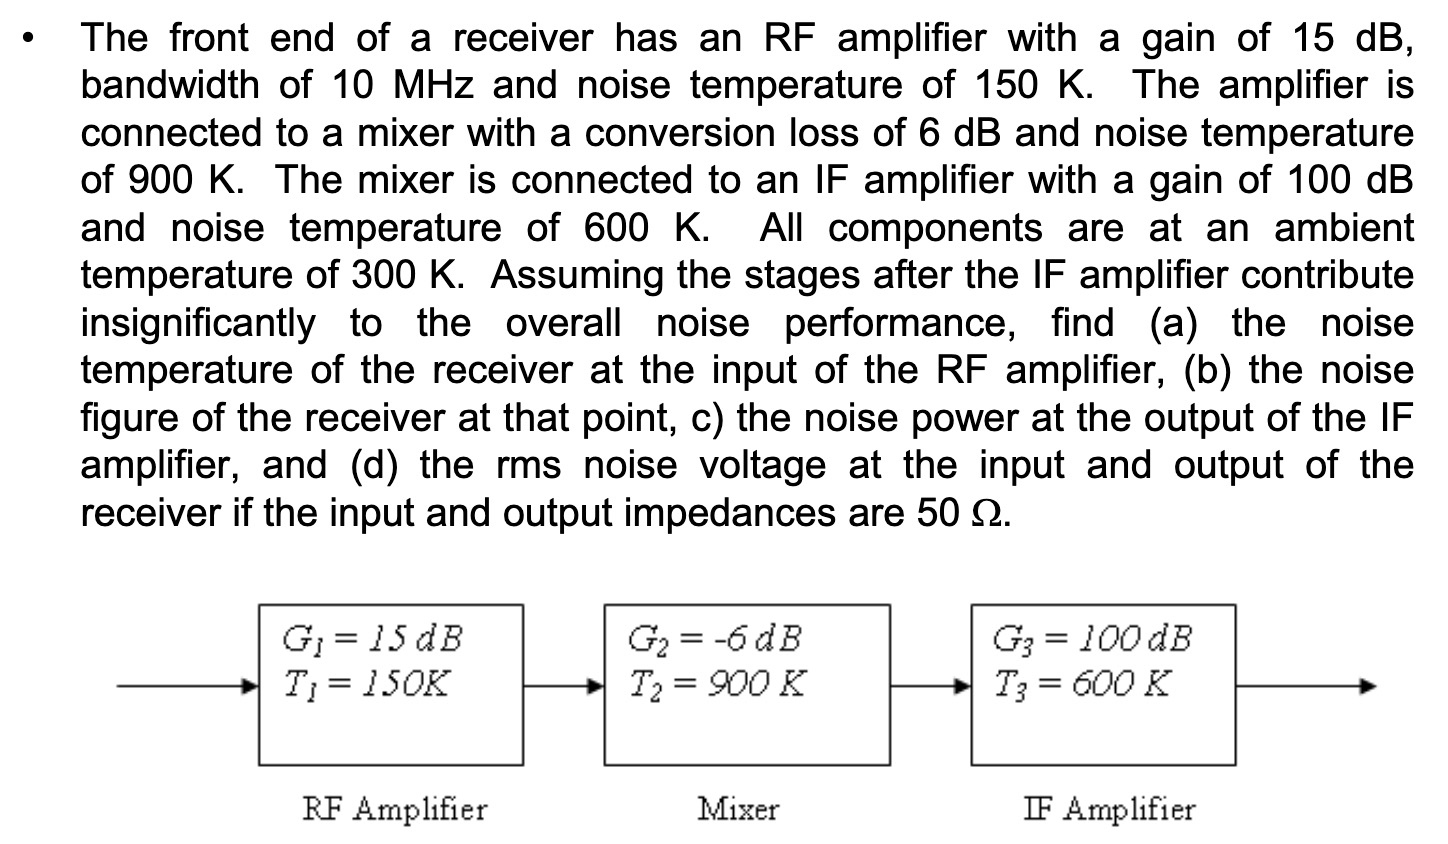 • The front end of a receiver has an RF amplifier with a gain of 15 dB,
bandwidth of 10 MHz and noise temperature of 150 K. The amplifier is
connected to a mixer with a conversion loss of 6 dB and noise temperature
of 900 K. The mixer is connected to an IF amplifier with a gain of 100 dB
and noise temperature of 600 K. All components are at an ambient
temperature of 300 K. Assuming the stages after the IF amplifier contribute
insignificantly to the overall noise performance, find (a) the noise
temperature of the receiver at the input of the RF amplifier, (b) the noise
figure of the receiver at that point, c) the noise power at the output of the IF
amplifier, and (d) the rms noise voltage at the input and output of the
receiver if the input and output impedances are 50 Ω.
G₁ = 15 dB
T₁ = 150K
G₂ = -6 dB
T₂ = 900 K
G₃ = 100 dB
T₃ = 600 K
RF Amplifier
Mixer
IF Amplifier